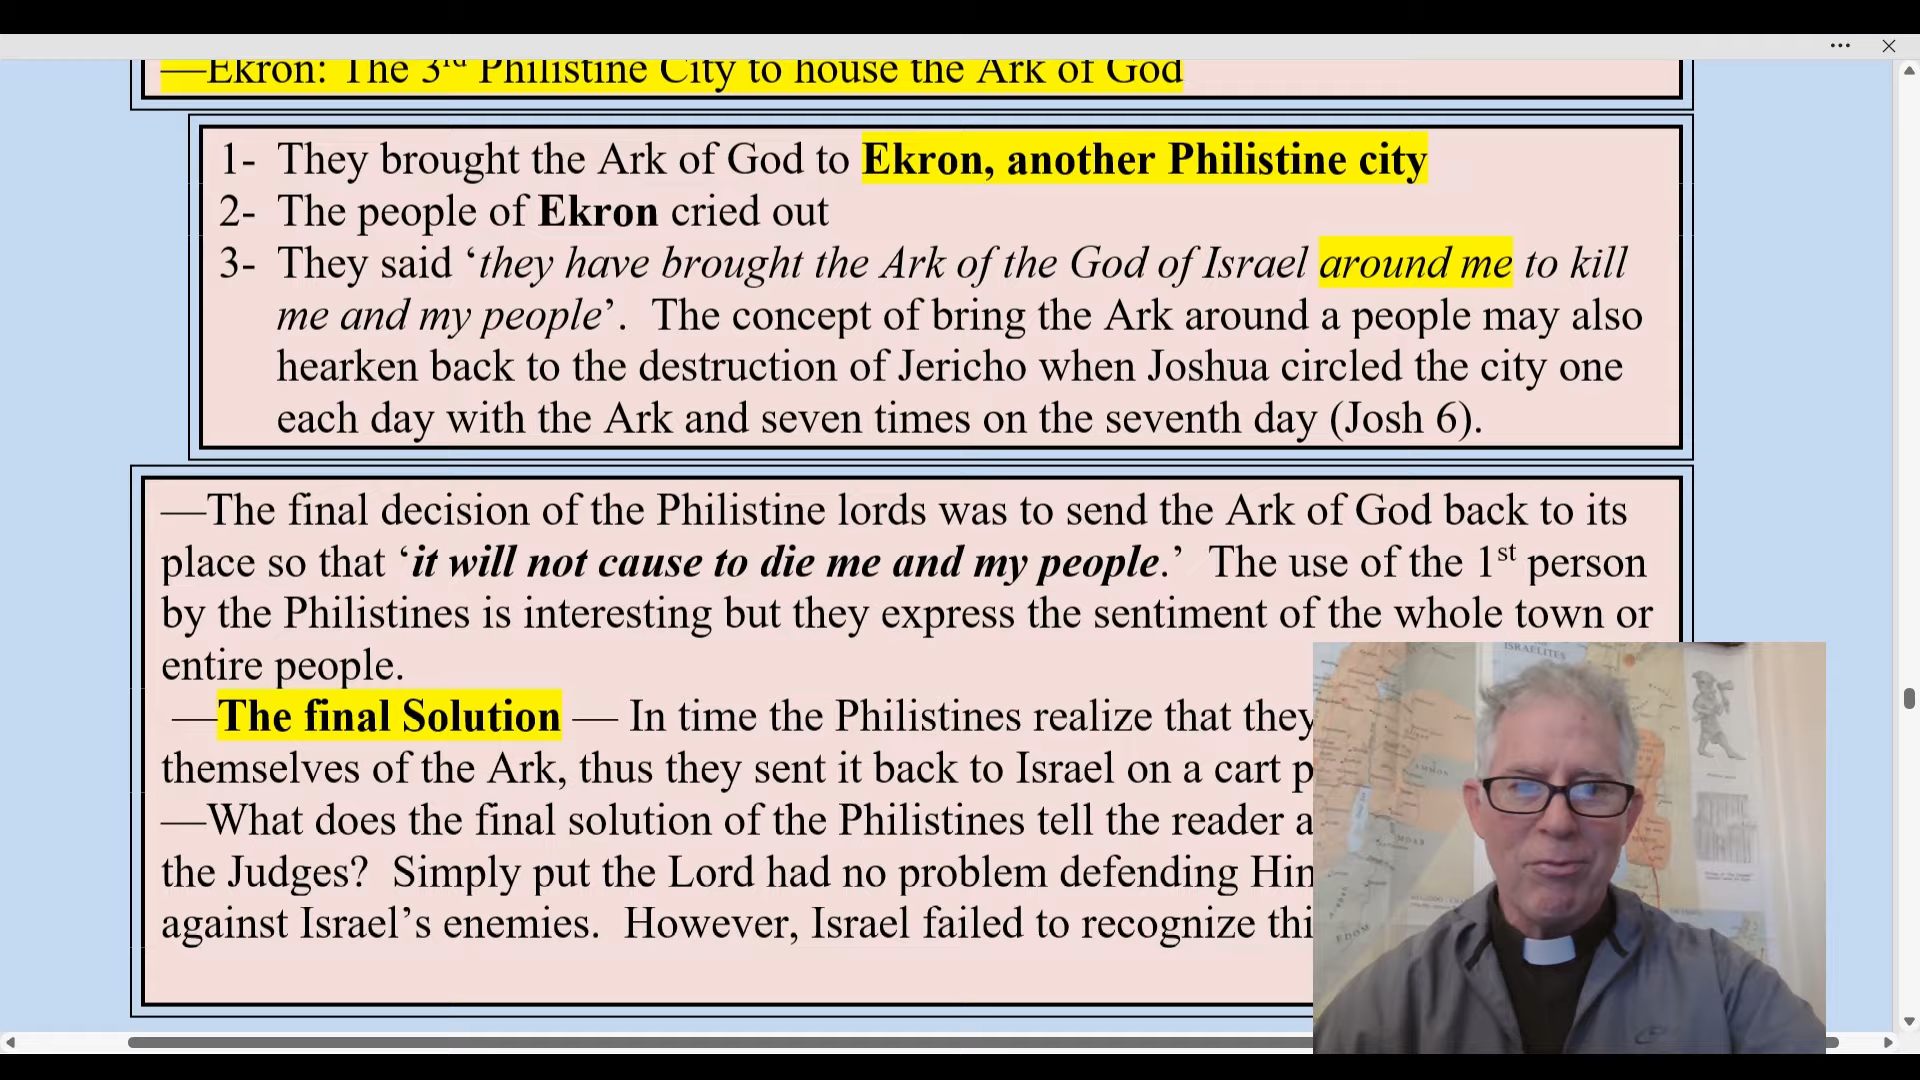 —Ekron: The 3rd Philistine City to house the Ark of God
1- They brought the Ark of God to Ekron, another Philistine city
2- The people of Ekron cried out
3- They said ‘they have brought the Ark of the God of Israel around me to kill
me and my people’. The concept of bring the Ark around a people may also
hearken back to the destruction of Jericho when Joshua circled the city one
each day with the Ark and seven times on the seventh day (Josh 6).
—The final decision of the Philistine lords was to send the Ark of God back to its
place so that ‘it will not cause to die me and my people.’ The use of the 1st person
by the Philistines is interesting but they express the sentiment of the whole town or
entire people.
—The final Solution — In time the Philistines realize that they
themselves of the Ark, thus they sent it back to Israel on a cart p
—What does the final solution of the Philistines tell the reader a
the Judges? Simply put the Lord had no problem defending Him
against Israel’s enemies. However, Israel failed to recognize thi
ISRAELITES
AMMON
MOAB
EDOM